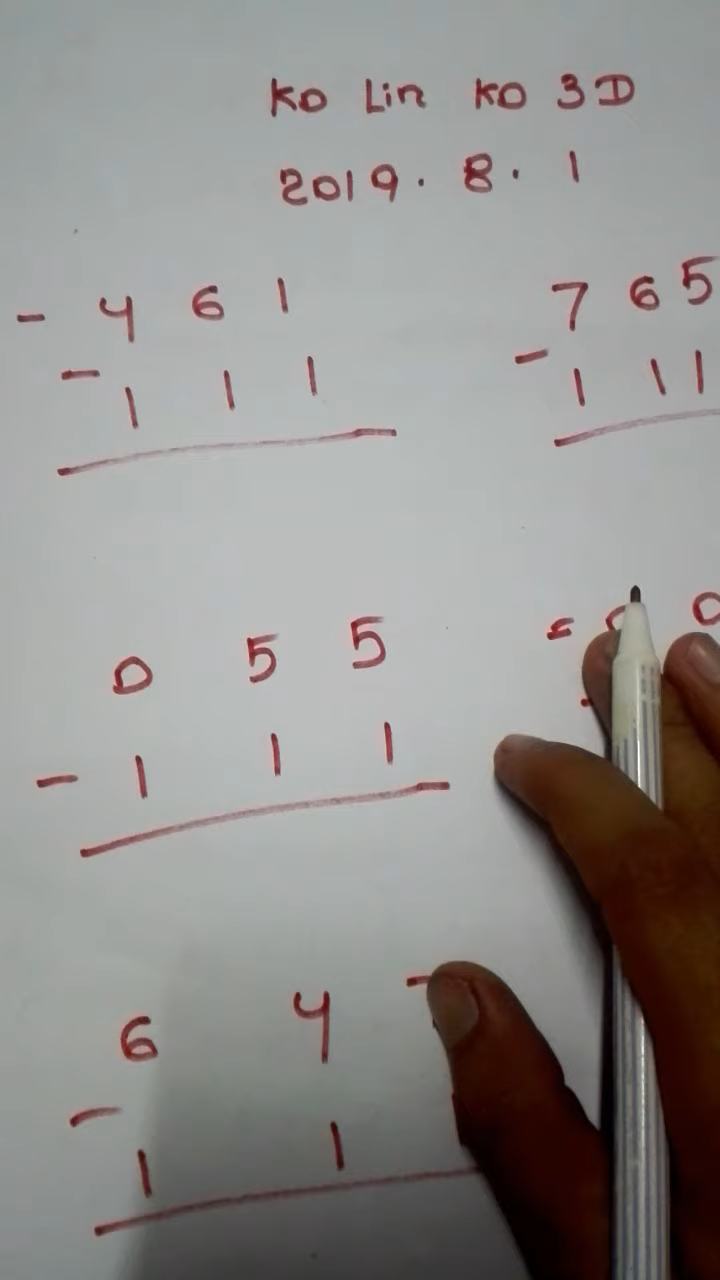 KO Lin KO 3D
2019. 8. 1
- 4 6 1
- 1 1 1
7 6 5
- 1 1 1
0 5 5
- 1 1 1
0
6 4
- 1 1